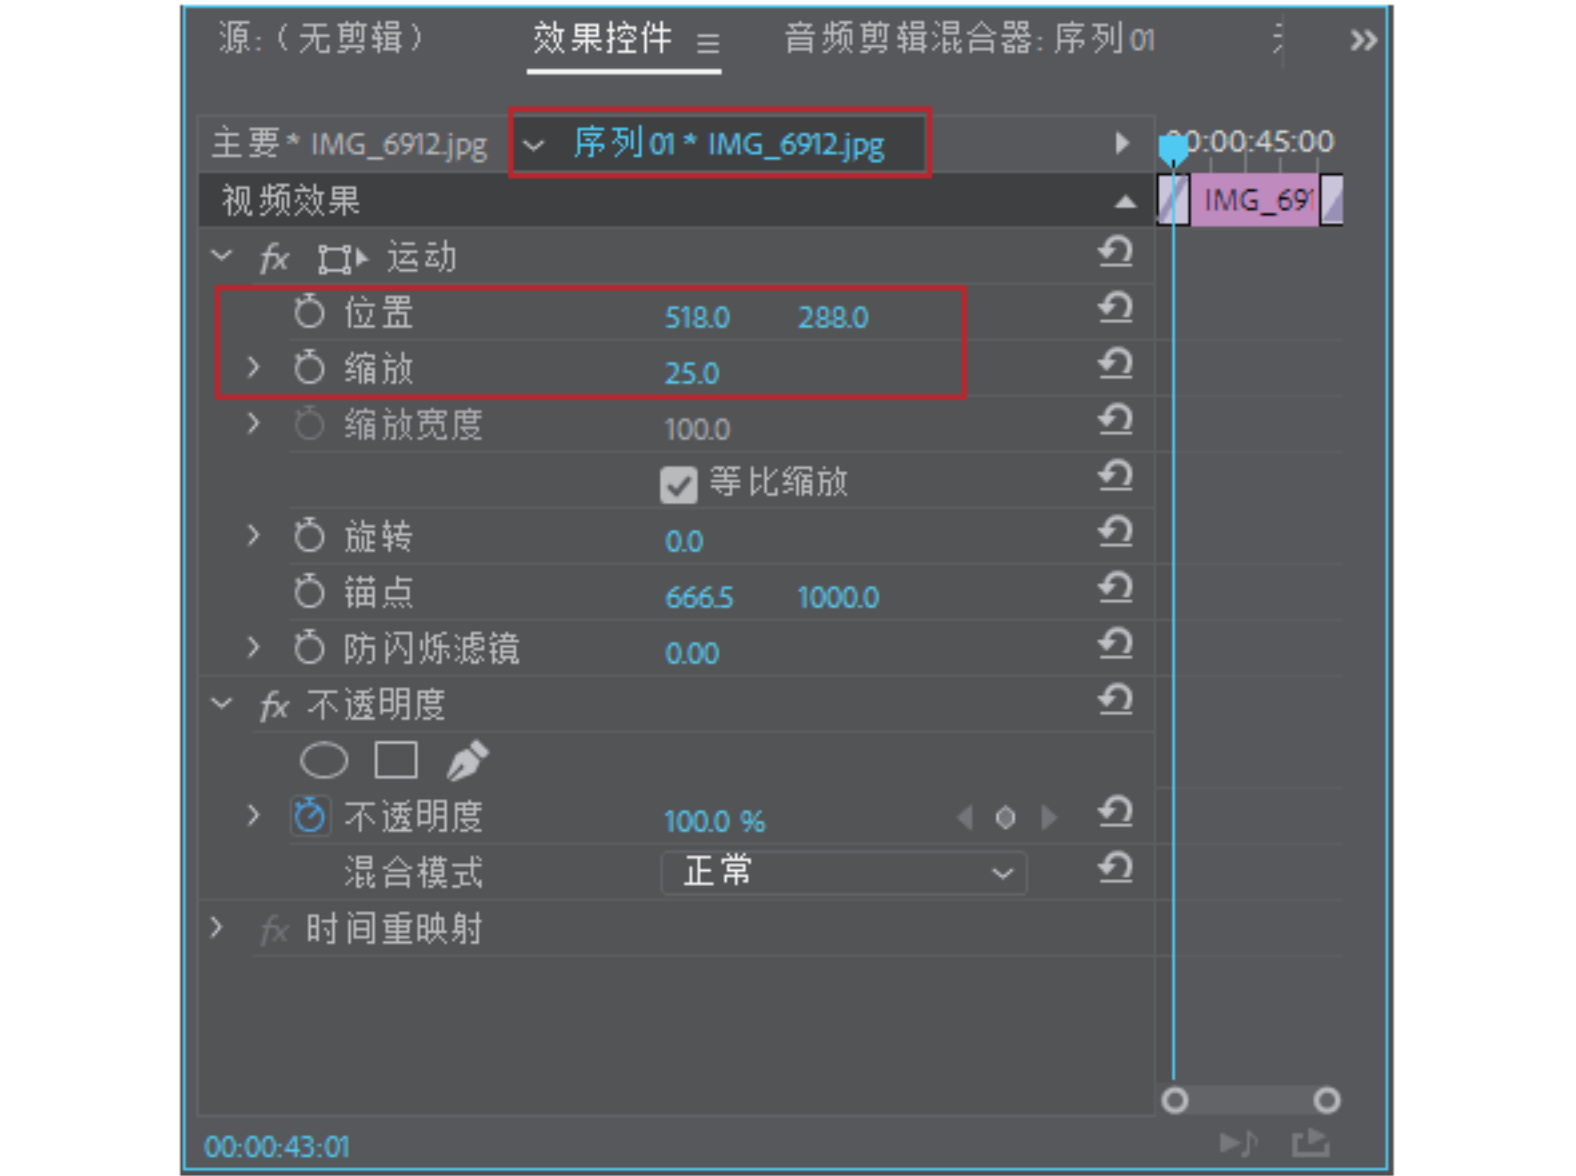 源:（无剪辑） 效果控件 音频剪辑混合器: 序列 01
主要 * IMG_6912.jpg 序列 01 * IMG_6912.jpg 00:00:45:00
视频效果 IMG_691
fx 运动
位置 518.0 288.0
缩放 25.0
缩放宽度 100.0
等比缩放
旋转 0.0
锚点 666.5 1000.0
防闪烁滤镜 0.00
fx 不透明度
不透明度 100.0 %
混合模式 正常
fx 时间重映射
00:00:43:01